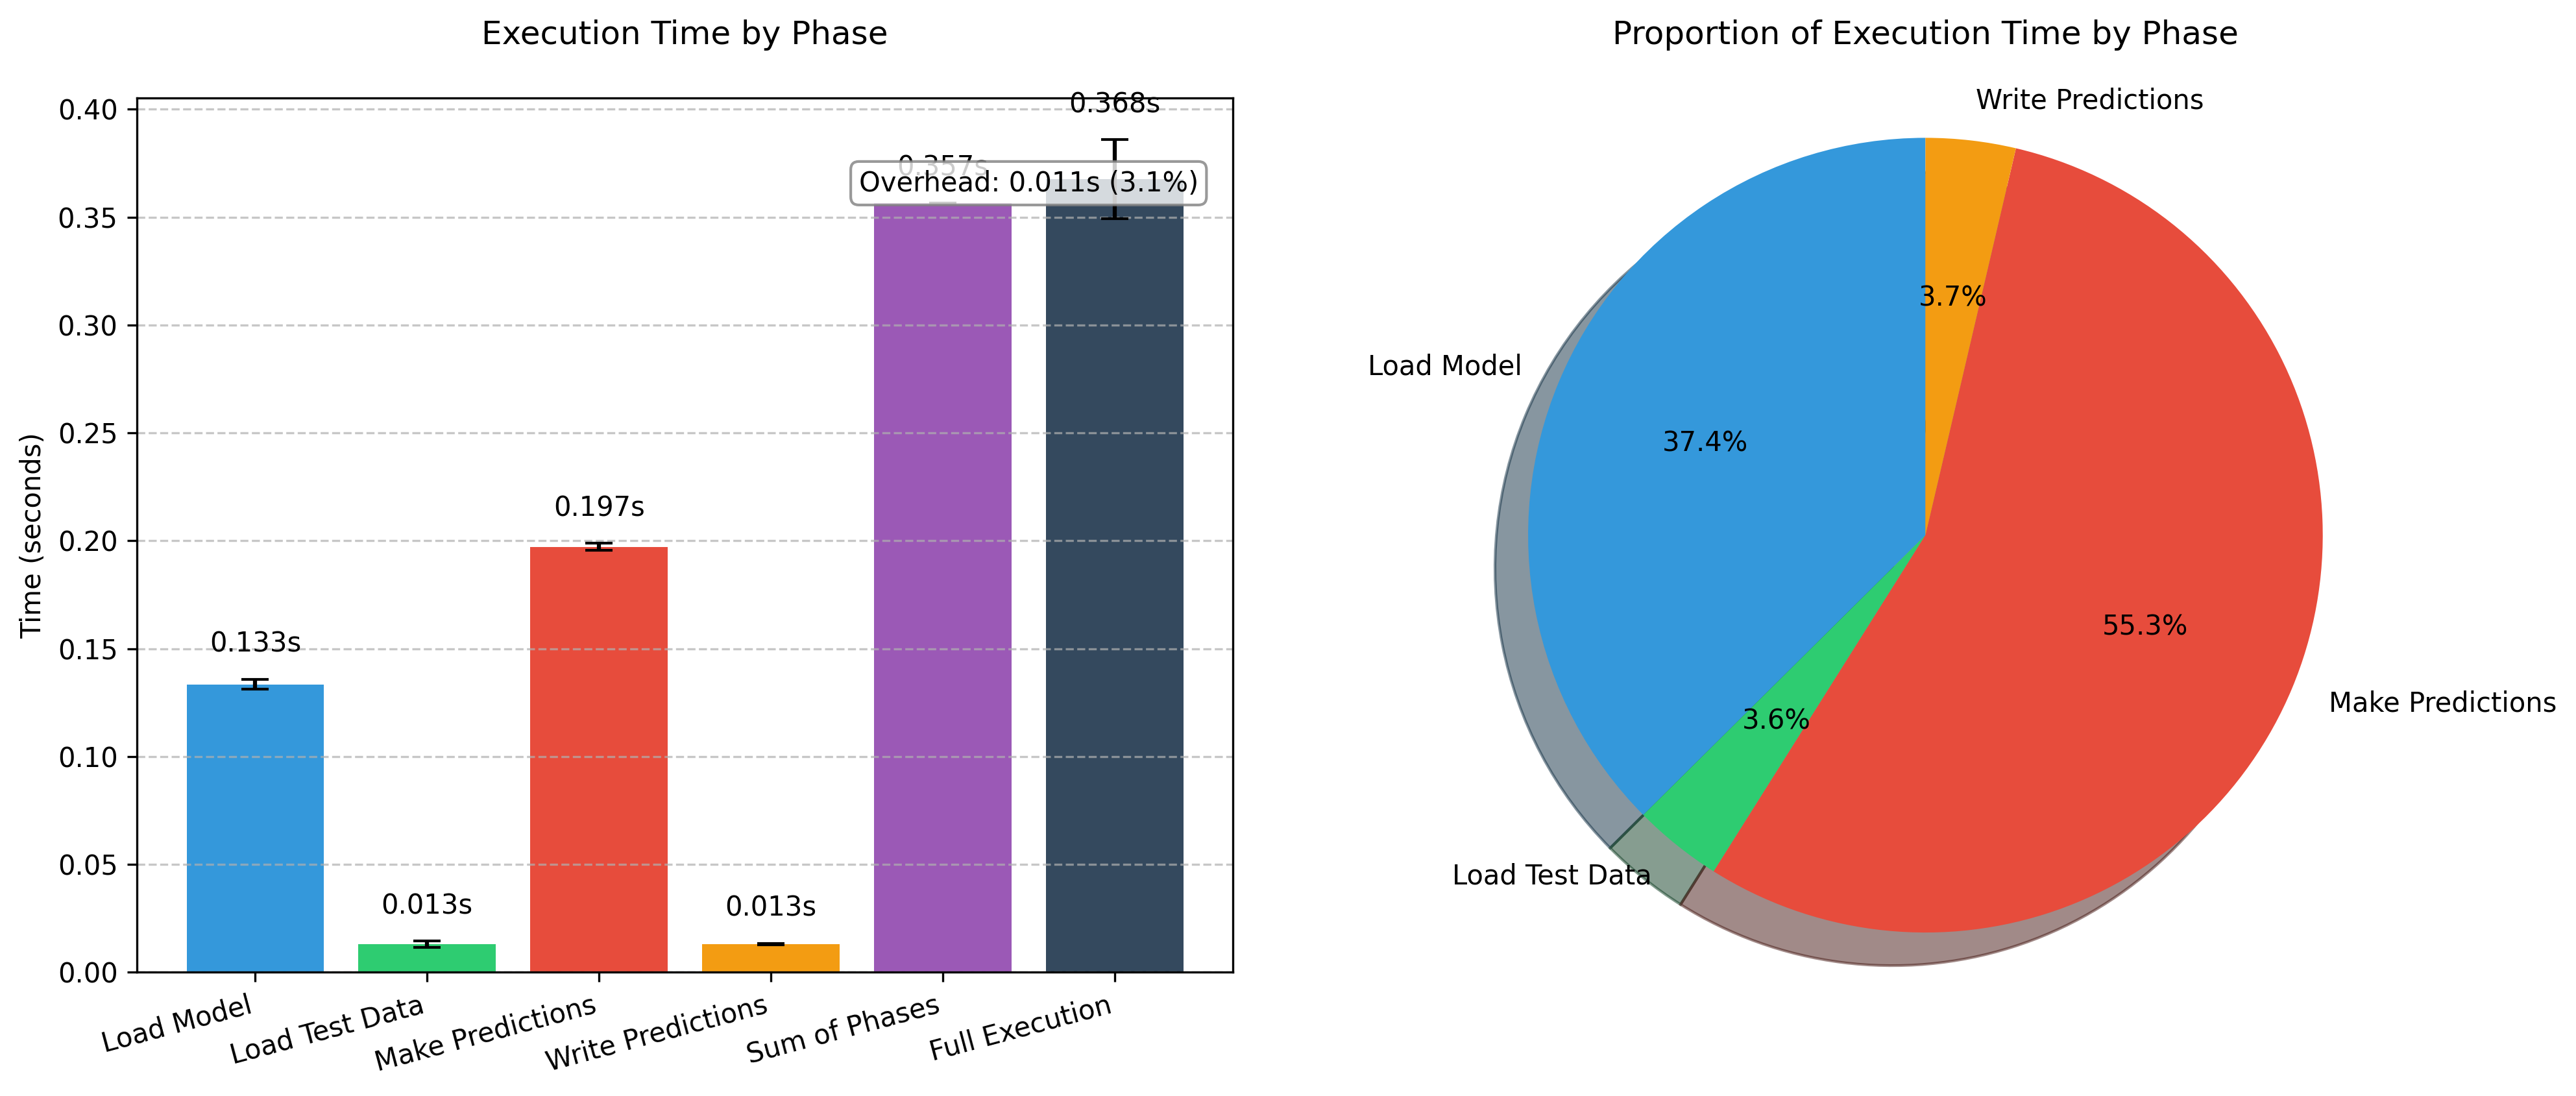 Execution Time by Phase
0.40
0.35
0.30
0.25
0.20
0.15
0.10
0.05
0.00
Time (seconds)
0.133s
0.013s
0.197s
0.013s
0.357s
0.368s
Overhead: 0.011s (3.1%)
Load Model
Load Test Data
Make Predictions
Write Predictions
Sum of Phases
Full Execution
Proportion of Execution Time by Phase
Write Predictions
3.7%
Load Model
37.4%
55.3%
Make Predictions
3.6%
Load Test Data